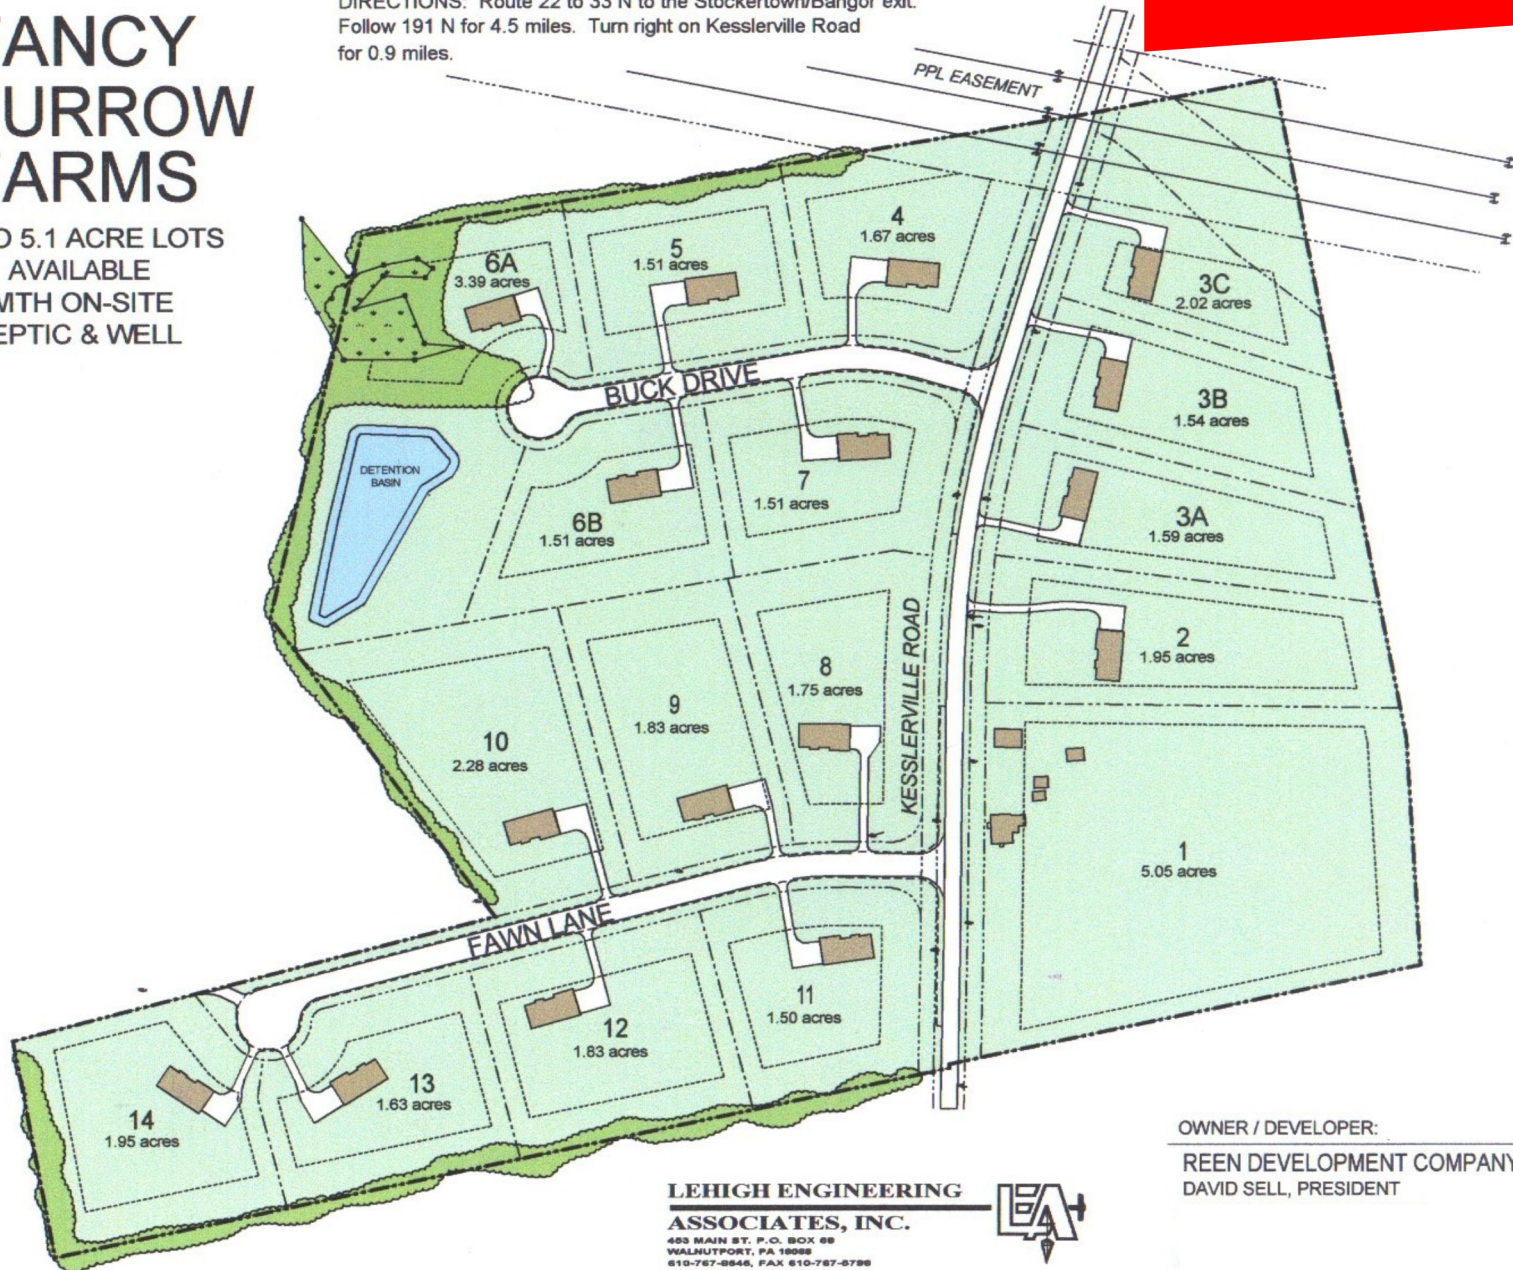 ANCY
URROW
ARMS
O 5.1 ACRE LOTS
AVAILABLE
WITH ON-SITE
EPTIC & WELL
DIRECTIONS: Route 22 to 33 N to the Stockertown/Bangor exit.
Follow 191 N for 4.5 miles. Turn right on Kesslerville Road
for 0.9 miles.
PPL EASEMENT
4
1.67 acres
5
1.51 acres
6A
3.39 acres
3C
2.02 acres
BUCK DRIVE
3B
1.54 acres
DETENTION
BASIN
7
1.51 acres
6B
1.51 acres
3A
1.59 acres
KESSLERVILLE ROAD
2
1.95 acres
8
1.75 acres
9
1.83 acres
10
2.28 acres
1
5.05 acres
FAWN LANE
11
1.50 acres
12
1.83 acres
13
1.63 acres
14
1.95 acres
OWNER / DEVELOPER:
REEN DEVELOPMENT COMPANY
DAVID SELL, PRESIDENT
LEHIGH ENGINEERING
ASSOCIATES, INC.
LEA
MAIN ST. P.O. BOX
WALNUTPORT, PA
FAX